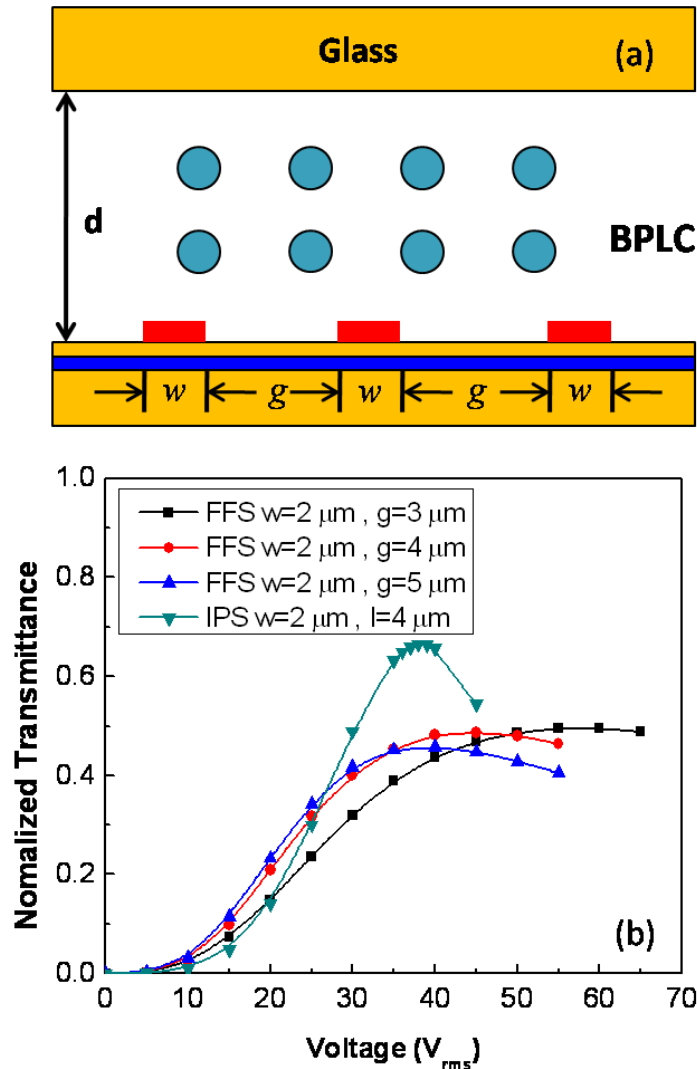 Glass
(a)
d
BPLC
w g w g w
1.0
0.8
0.6
0.4
0.2
0.0
Nomalized Transmittance
FFS w=2 μm , g=3 μm
FFS w=2 μm , g=4 μm
FFS w=2 μm , g=5 μm
IPS w=2 μm , l=4 μm
(b)
0 10 20 30 40 50 60 70
Voltage (Vrms)